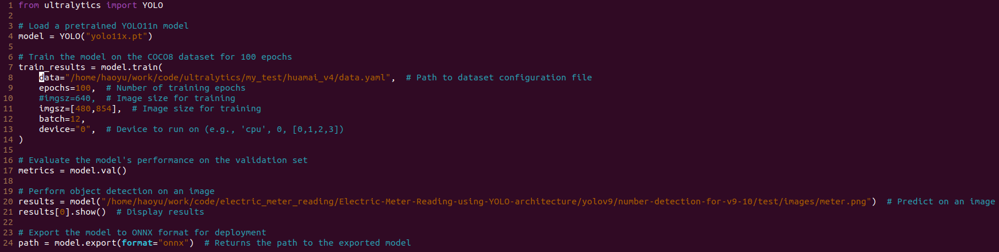 1 from ultralytics import YOLO
2
3 # Load a pretrained YOLO11n model
4 model = YOLO("yolo11x.pt")
5
6 # Train the model on the COCO8 dataset for 100 epochs
7 train_results = model.train(
8     data="/home/haoyu/work/code/ultralytics/my_test/huamai_v4/data.yaml",  # Path to dataset configuration file
9     epochs=100,  # Number of training epochs
10     #imgsz=640,  # Image size for training
11     imgsz=[480,854],  # Image size for training
12     batch=12,
13     device="0",  # Device to run on (e.g., 'cpu', 0, [0,1,2,3])
14 )
15
16 # Evaluate the model's performance on the validation set
17 metrics = model.val()
18
19 # Perform object detection on an image
20 results = model("/home/haoyu/work/code/electric_meter_reading/Electric-Meter-Reading-using-YOLO-architecture/yolov9/number-detection-for-v9-10/test/images/meter.png")  # Predict on an image
21 results[0].show()  # Display results
22
23 # Export the model to ONNX format for deployment
24 path = model.export(format="onnx")  # Returns the path to the exported model